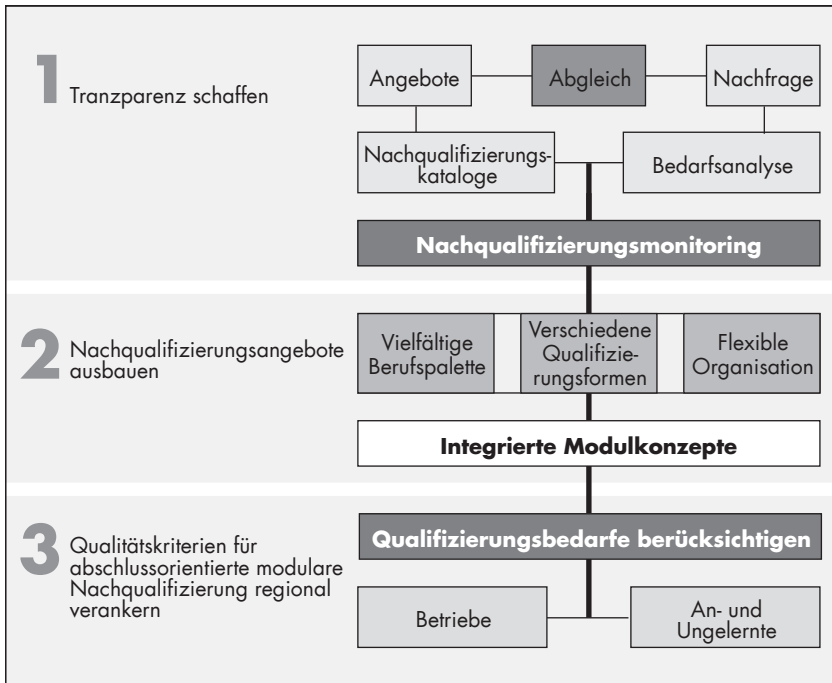 1
Tranzparenz schaffen
Angebote
Abgleich
Nachfrage
Nachqualifizierungs-
kataloge
Bedarfsanalyse
Nachqualifizierungsmonitoring
2
Nachqualifizierungsangebote
ausbauen
Vielfältige
Berufspalette
Verschiedene
Qualifizie-
rungsformen
Flexible
Organisation
Integrierte Modulkonzepte
3
Qualitätskriterien für
abschlussorientierte modulare
Nachqualifizierung regional
verankern
Qualifizierungsbedarfe berücksichtigen
Betriebe
An- und
Ungelernte